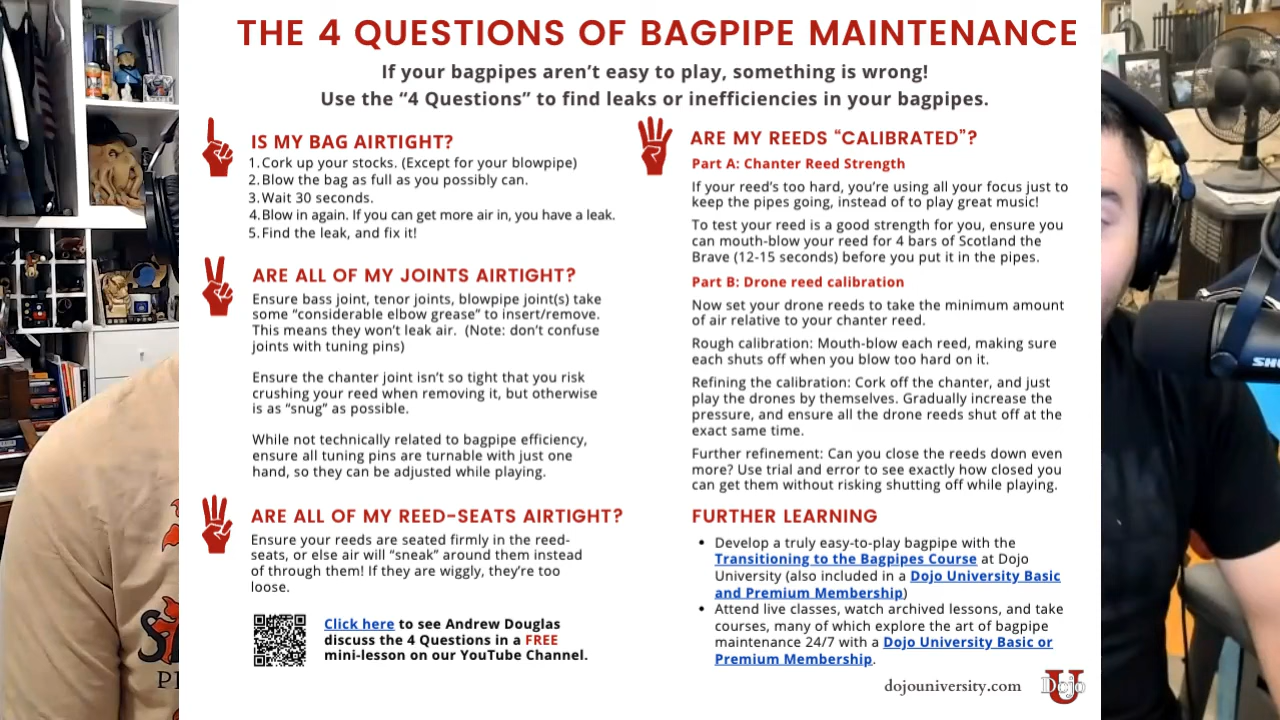 THE 4 QUESTIONS OF BAGPIPE MAINTENANCE
If your bagpipes aren't easy to play, something is wrong!
Use the “4 Questions” to find leaks or inefficiencies in your bagpipes.
IS MY BAG AIRTIGHT?
1.Cork up your stocks. (Except for your blowpipe)
2.Blow the bag as full as you possibly can.
3.Wait 30 seconds.
4.Blow in again. If you can get more air in, you have a leak.
5.Find the leak, and fix it!
ARE ALL OF MY JOINTS AIRTIGHT?
Ensure bass joint, tenor joints, blowpipe joint(s) take
some “considerable elbow grease” to insert/remove.
This means they won't leak air. (Note: don't confuse
joints with tuning pins)
Ensure the chanter joint isn't so tight that you risk
crushing your reed when removing it, but otherwise
is as “snug” as possible.
While not technically related to bagpipe efficiency,
ensure all tuning pins are turnable with just one
hand, so they can be adjusted while playing.
ARE ALL OF MY REED-SEATS AIRTIGHT?
Ensure your reeds are seated firmly in the reed-
seats, or else air will “sneak” around them instead
of through them! If they are wiggly, they're too
loose.
Click here to see Andrew Douglas
discuss the 4 Questions in a FREE
mini-lesson on our YouTube Channel.
ARE MY REEDS “CALIBRATED”?
Part A: Chanter Reed Strength
If your reed's too hard, you're using all your focus just to
keep the pipes going, instead of to play great music!
To test your reed is a good strength for you, ensure you
can mouth-blow your reed for 4 bars of Scotland the
Brave (12-15 seconds) before you put it in the pipes.
Part B: Drone reed calibration
Now set your drone reeds to take the minimum amount
of air relative to your chanter reed.
Rough calibration: Mouth-blow each reed, making sure
each shuts off when you blow too hard on it.
Refining the calibration: Cork off the chanter, and just
play the drones by themselves. Gradually increase the
pressure, and ensure all the drone reeds shut off at the
exact same time.
Further refinement: Can you close the reeds down even
more? Use trial and error to see exactly how closed you
can get them without risking shutting off while playing.
FURTHER LEARNING
• Develop a truly easy-to-play bagpipe with the
Transitioning to the Bagpipes Course at Dojo
University (also included in a Dojo University Basic
and Premium Membership)
• Attend live classes, watch archived lessons, and take
courses, many of which explore the art of bagpipe
maintenance 24/7 with a Dojo University Basic or
Premium Membership.
dojouniversity.com
Dojo U